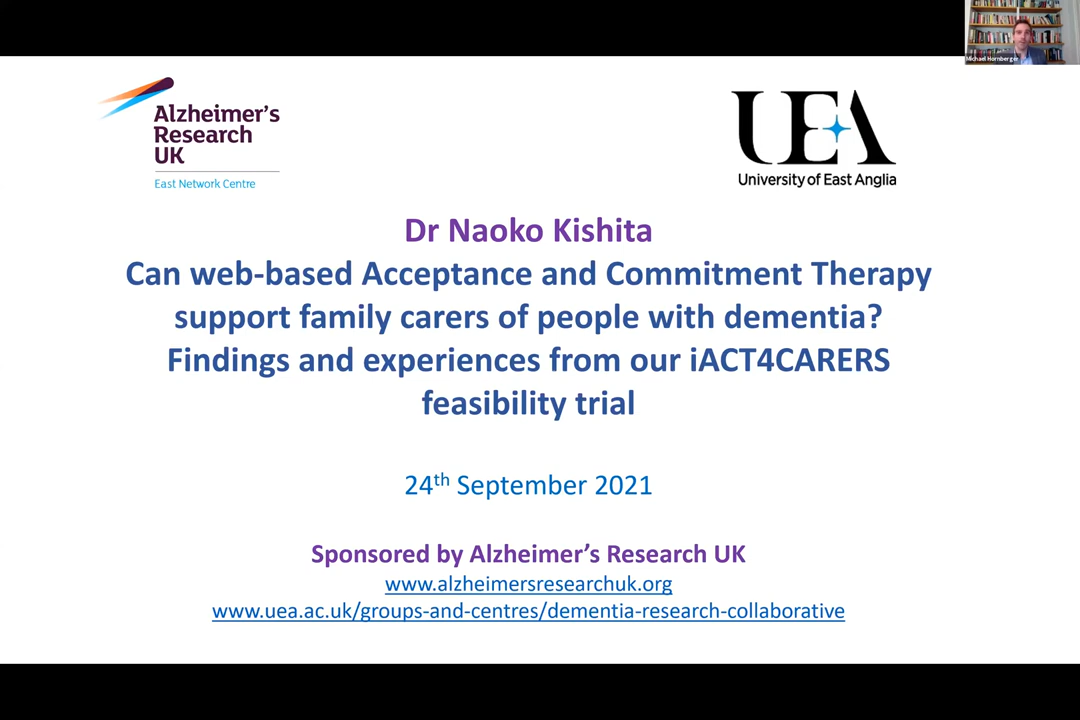 Michael Hornberger
Alzheimer's
Research
UK
East Network Centre
UEA
University of East Anglia
Dr Naoko Kishita
Can web-based Acceptance and Commitment Therapy
support family carers of people with dementia?
Findings and experiences from our iACT4CARERS
feasibility trial
24th September 2021
Sponsored by Alzheimer's Research UK
www.alzheimersresearchuk.org
www.uea.ac.uk/groups-and-centres/dementia-research-collaborative